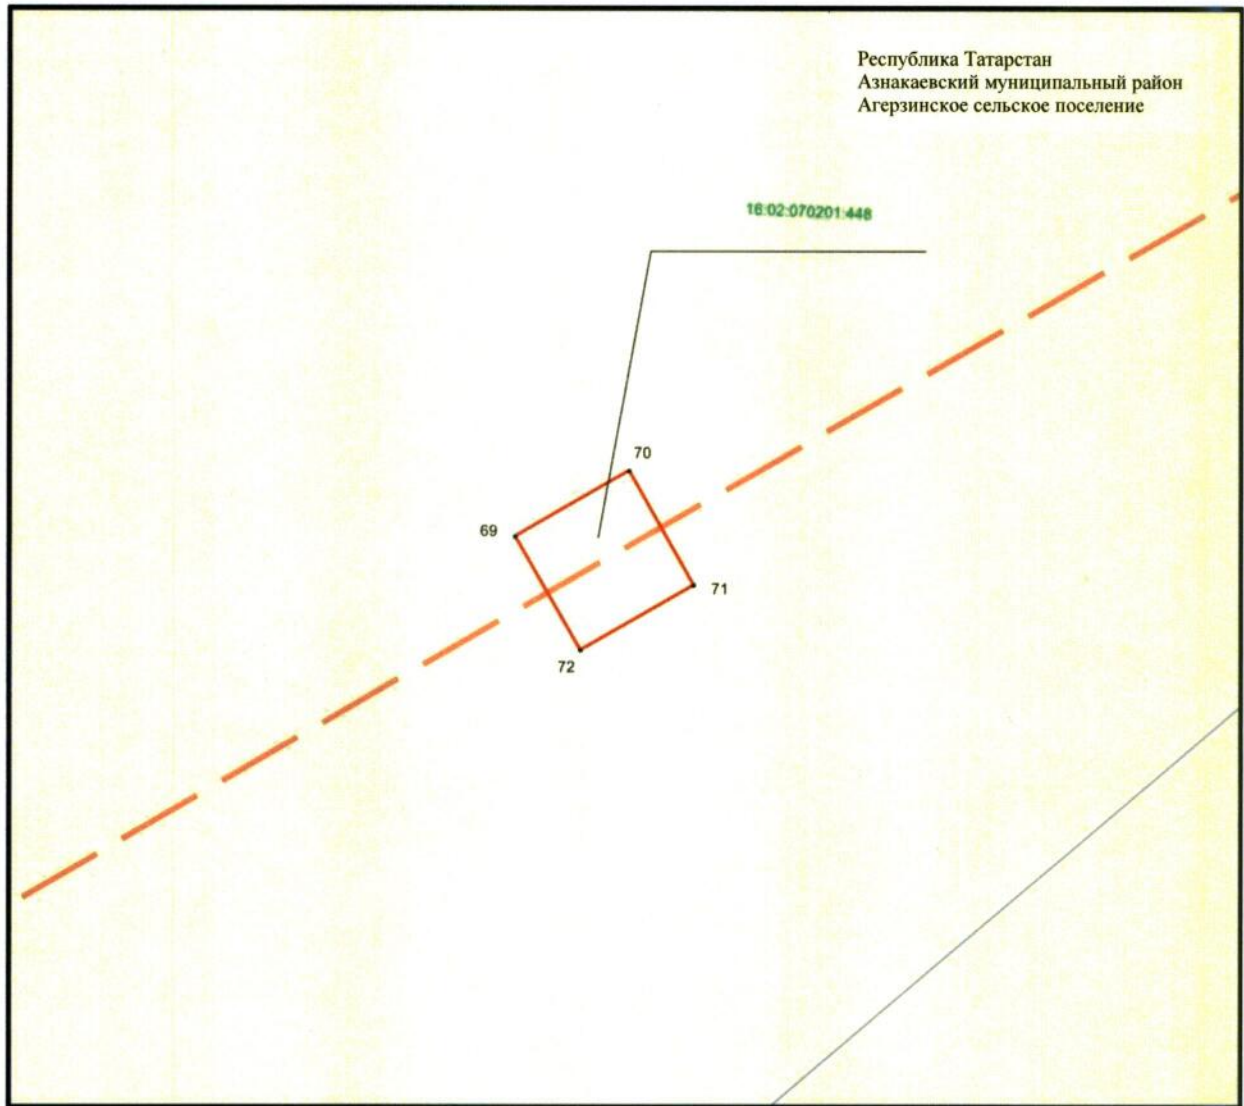 Республика Татарстан
Азнакаевский муниципальный район
Агерзинское сельское поселение
16:02:070201:448
70
69
71
72